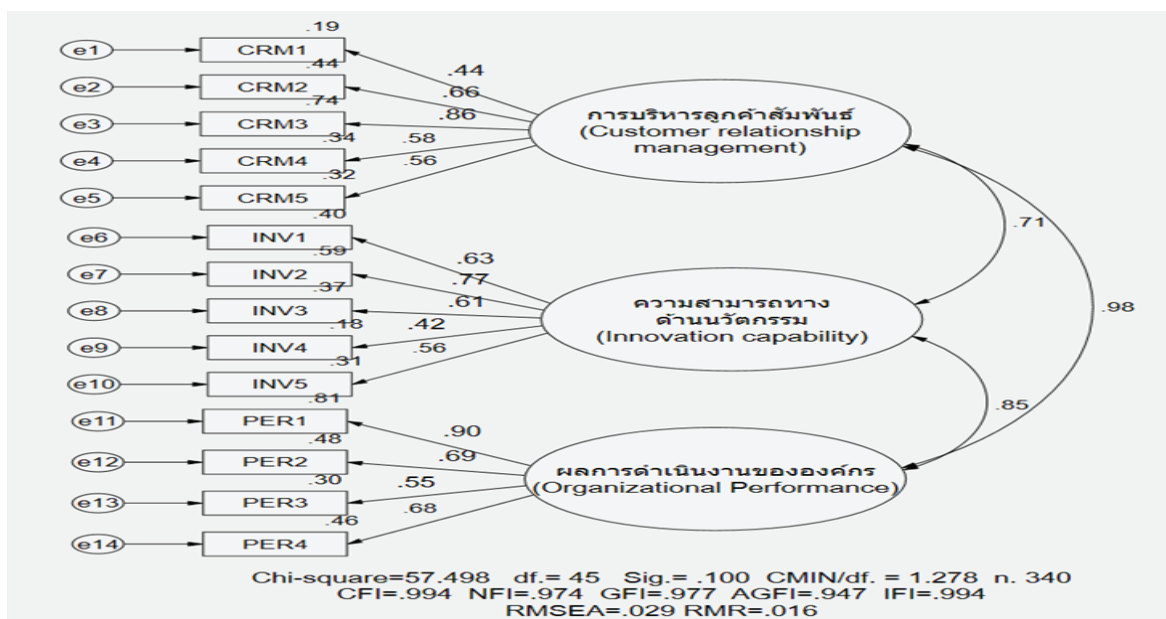 .19
e1 CRM1
.44 .44
e2 CRM2 .66
.74 .86
e3 CRM3
.34 .58
e4 CRM4 .56
.32
e5 CRM5
การบริหารลูกค้าสัมพันธ์
(Customer relationship
management)
.40
e6 INV1
.59 .63
e7 INV2 .77
.37 .61
e8 INV3
.18 .42
e9 INV4 .56
.31
e10 INV5
ความสามารถทาง
ด้านนวัตกรรม
(Innovation capability)
.81
e11 PER1
.48 .90
e12 PER2 .69
.30 .55
e13 PER3
.46 .68
e14 PER4
ผลการดำเนินงานขององค์กร
(Organizational Performance)
.71
.98
.85
Chi-square=57.498 df.= 45 Sig.= .100 CMIN/df. = 1.278 n. 340
CFI=.994 NFI=.974 GFI=.977 AGFI=.947 IFI=.994
RMSEA=.029 RMR=.016